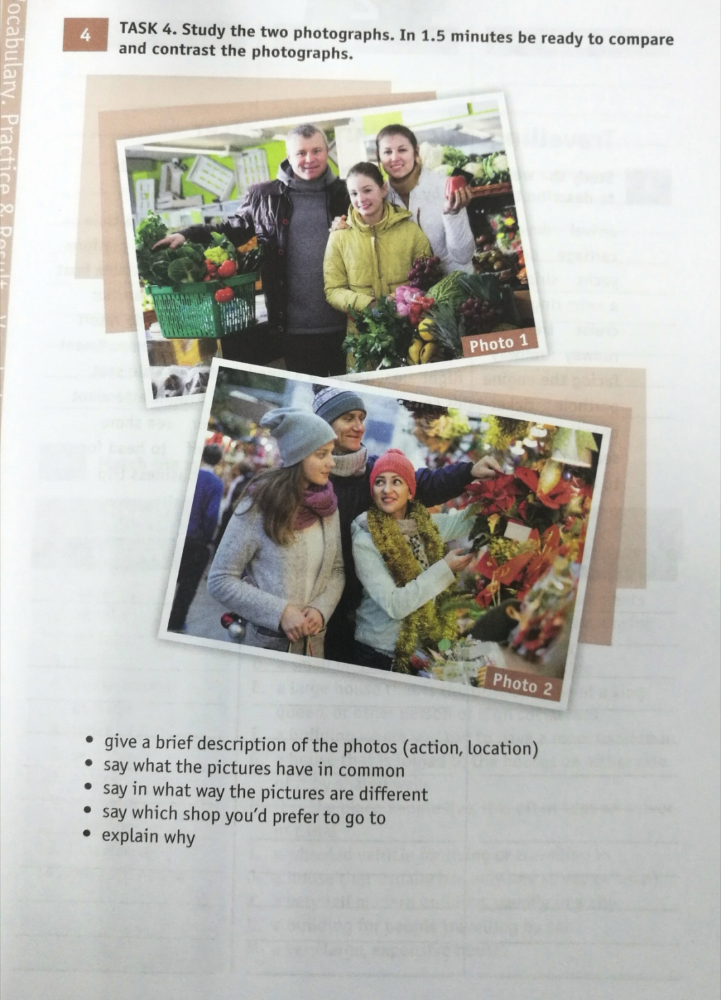 Vocabulary. Practice & Result
4
TASK 4. Study the two photographs. In 1.5 minutes be ready to compare
and contrast the photographs.
Photo 1
Photo 2
• give a brief description of the photos (action, location)
• say what the pictures have in common
• say in what way the pictures are different
• say which shop you'd prefer to go to
• explain why